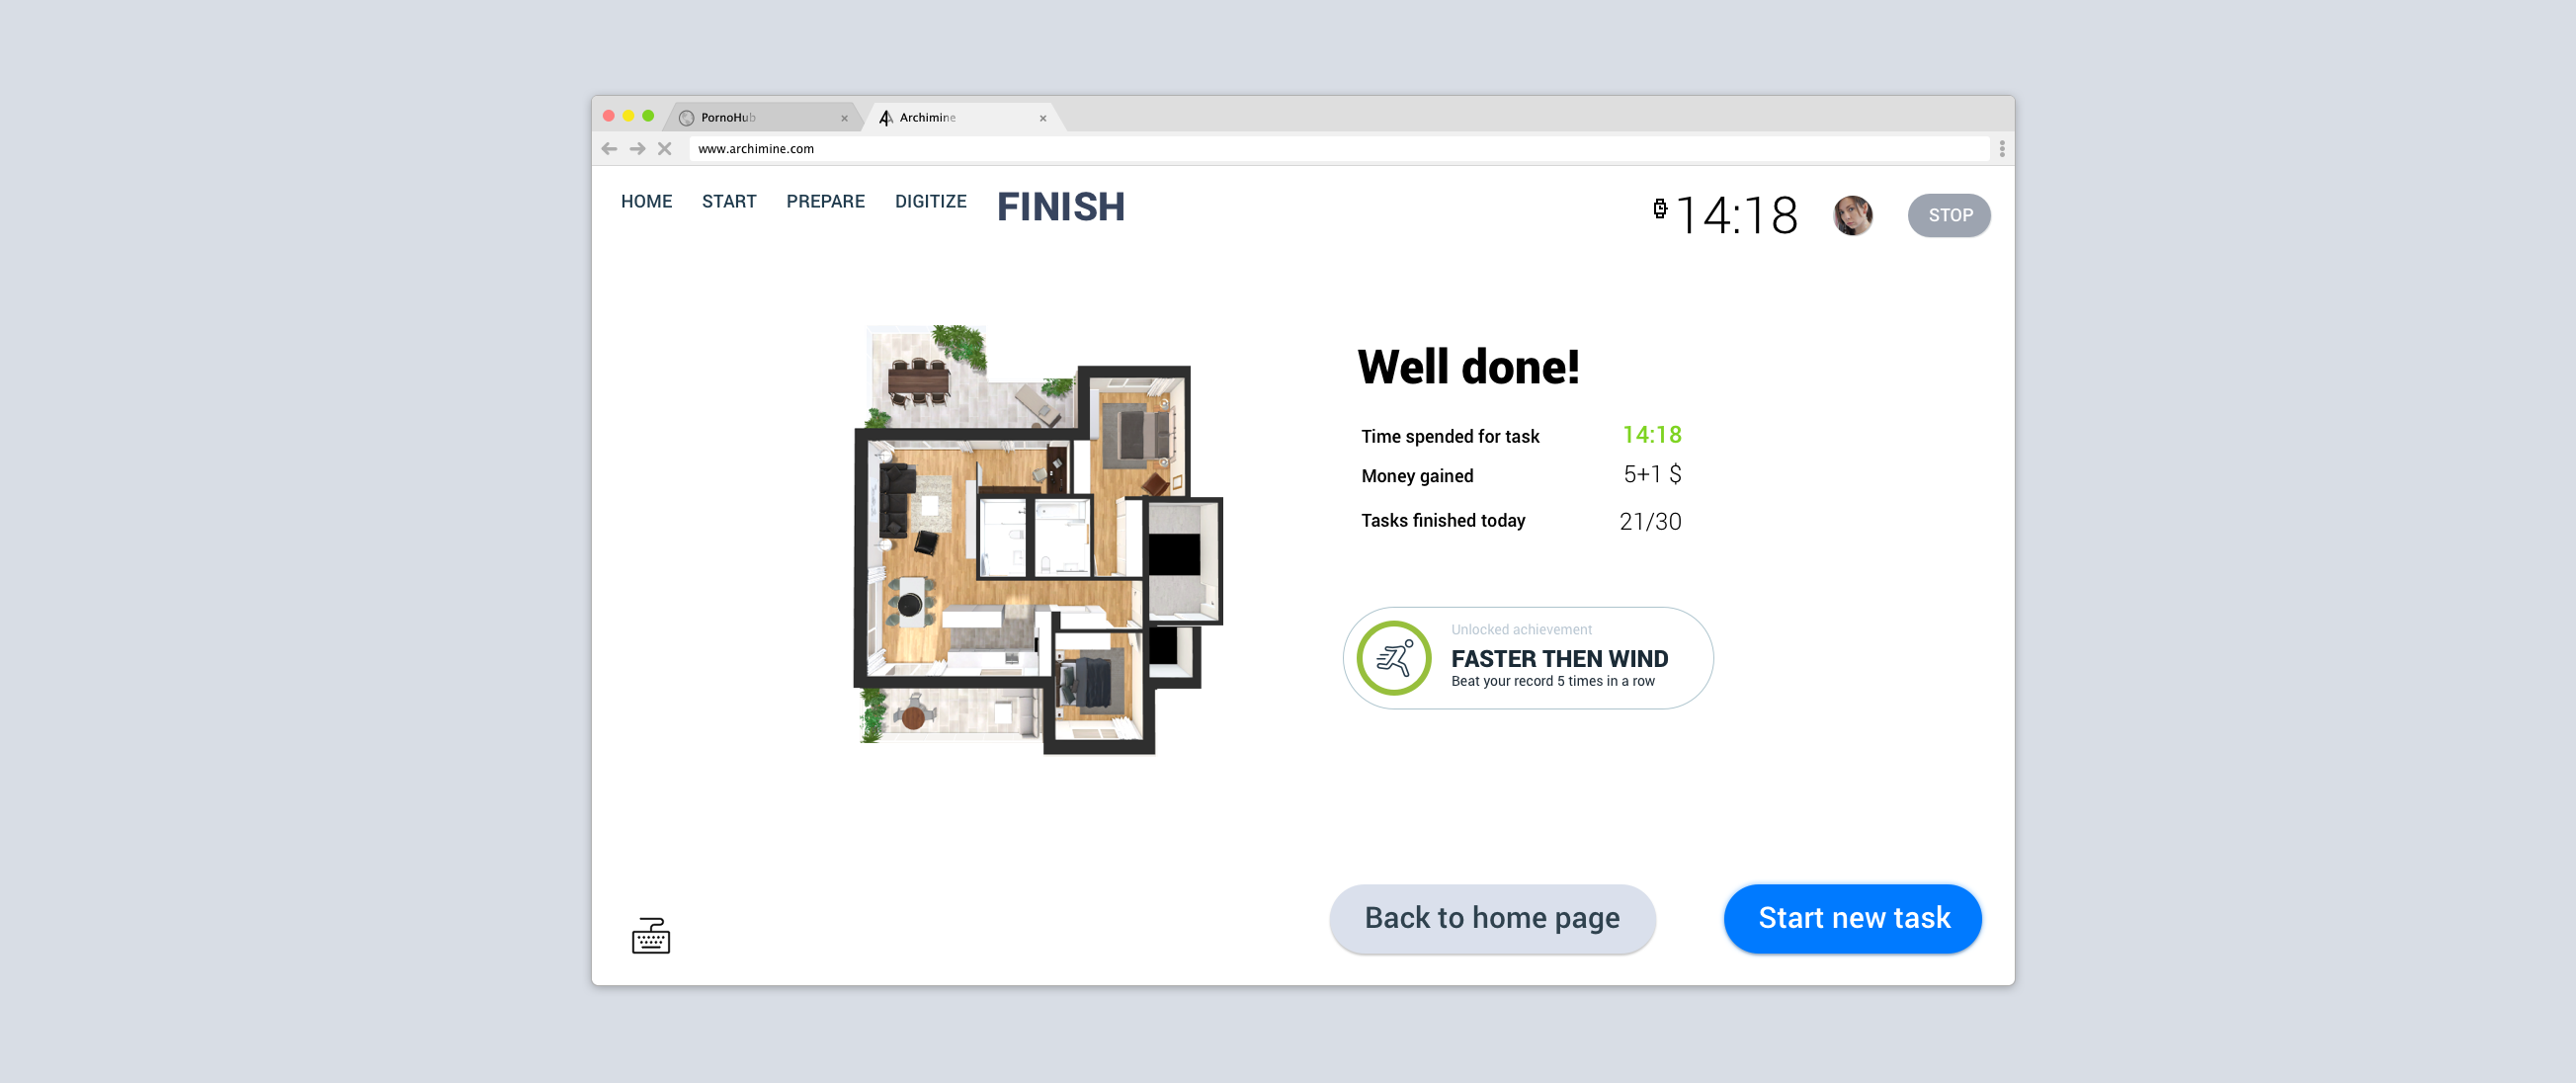 PornoHub
Archimine
www.archimine.com
HOME START PREPARE DIGITIZE FINISH
14:18
STOP
Well done!
Time spended for task 14:18
Money gained 5+1 $
Tasks finished today 21/30
Unlocked achievement
FASTER THEN WIND
Beat your record 5 times in a row
Back to home page
Start new task